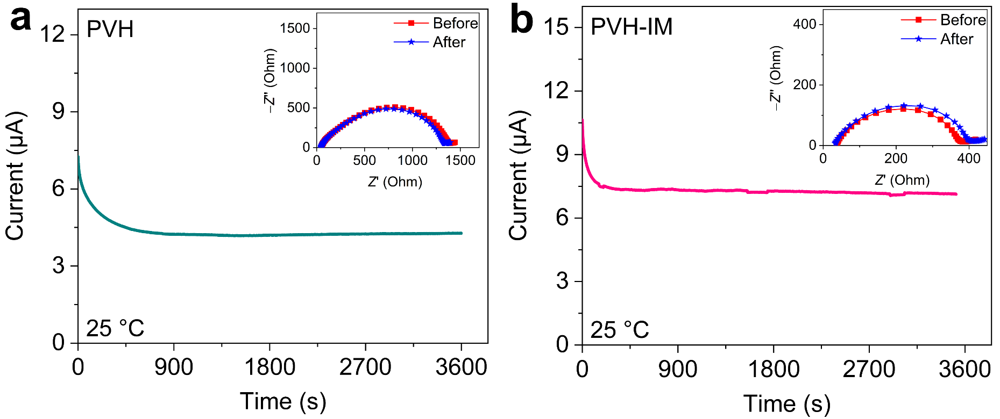 a
PVH
12
9
6
3
0
Current (µA)
25 °C
0 900 1800 2700 3600
Time (s)
Before
After
1500
1000
500
0
−Z" (Ohm)
0 500 1000 1500
Z' (Ohm)
b
PVH-IM
15
12
9
6
3
0
Current (µA)
25 °C
0 900 1800 2700 3600
Time (s)
Before
After
400
200
0
−Z" (Ohm)
0 200 400
Z' (Ohm)